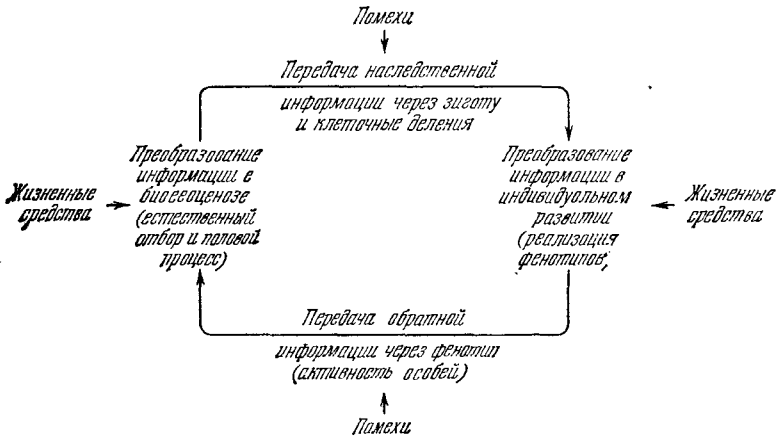 Помехи
Передача наследственной
информации через зиготу
и клеточные деления
Преобразование
информации в
биогеоценозе
(естественный
отбор и половой
процесс)
Жизненные
средства
Преобразование
информации в
индивидуальном
развитии
(реализация
фенотипов,
Жизненные
средства
Передача обратной
информации через фенотип
(активность особей)
Помехи